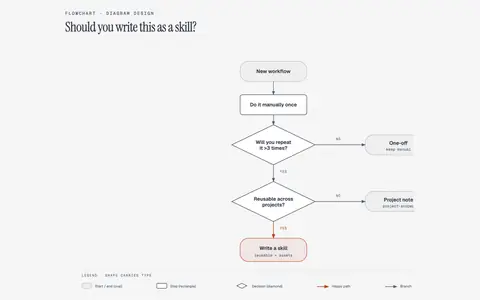 FLOWCHART · DIAGRAM DESIGN
Should you write this as a skill?
New workflow
Do it manually once
Will you repeat
it >3 times?
NO
One-off
YES
Reusable across
projects?
NO
Project note
YES
Write a skill
LEGEND · SHAPE CARRIES TYPE
Start / end (oval)
Step (rectangle)
Decision (diamond)
Happy path
Branch